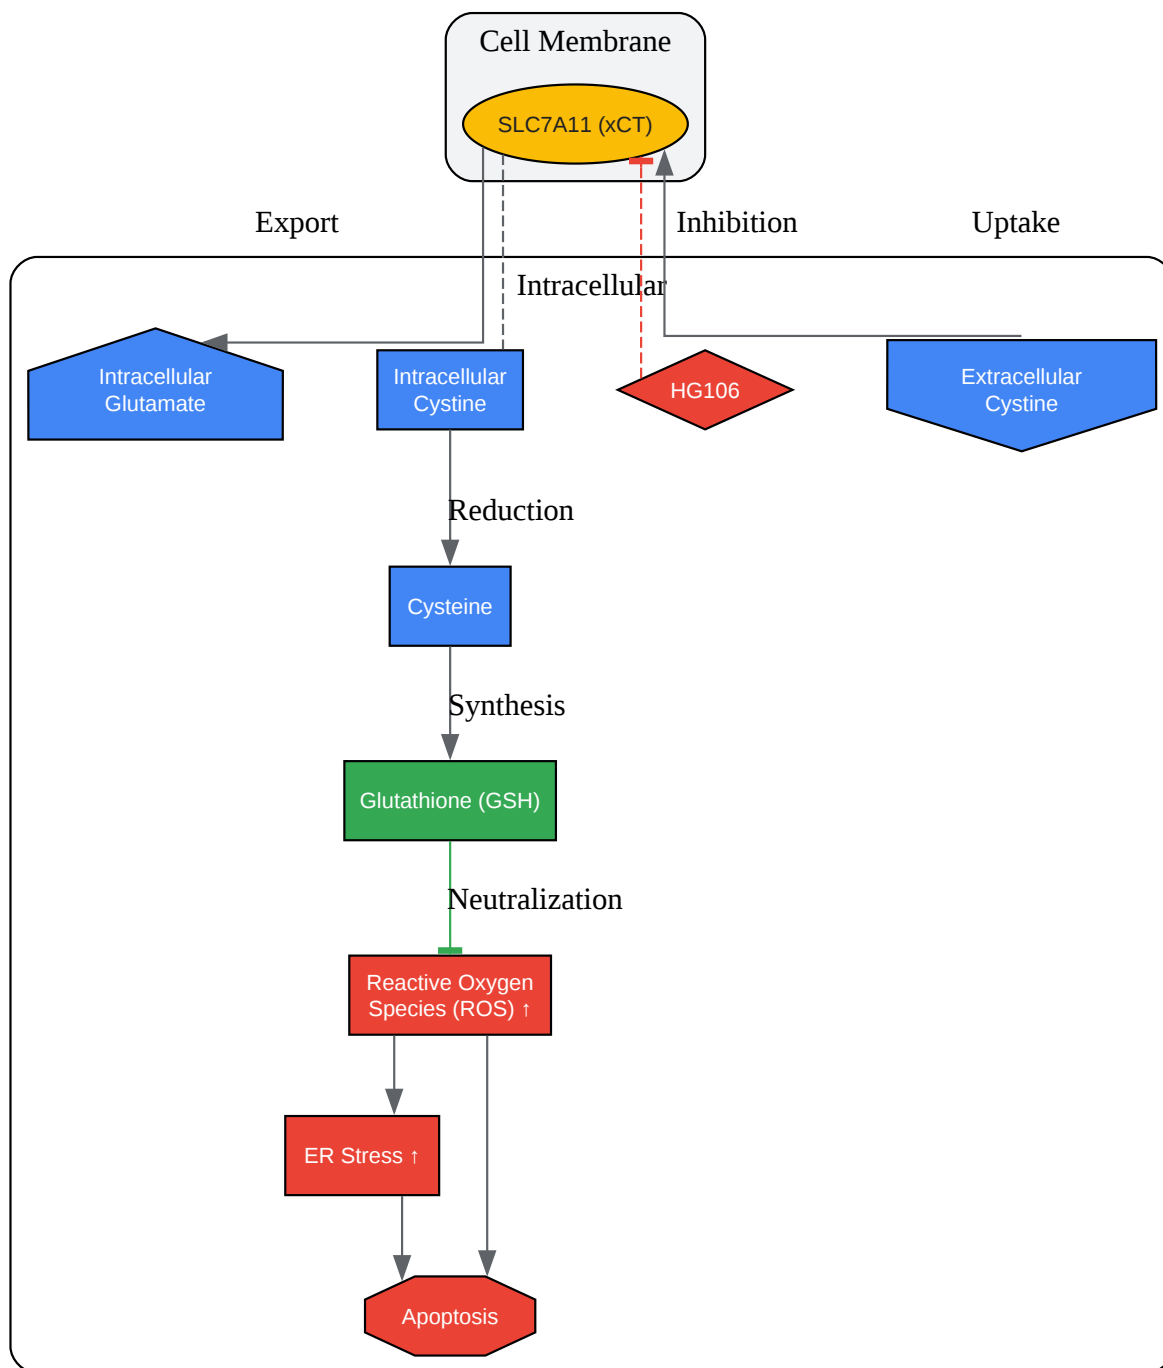 Cell Membrane
SLC7A11 (xCT)
Export
Inhibition
Uptake
Intracellular
Intracellular
Glutamate
Intracellular
Cystine
HG106
Extracellular
Cystine
Reduction
Cysteine
Synthesis
Glutathione (GSH)
Neutralization
Reactive Oxygen
Species (ROS) ↑
ER Stress ↑
Apoptosis